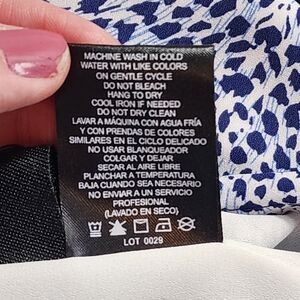 MACHINE WASH IN COLD
WATER WITH LIKE COLORS
ON GENTLE CYCLE
DO NOT BLEACH
HANG TO DRY
COOL IRON IF NEEDED
DO NOT DRY CLEAN
LAVAR A MÁQUINA CON AGUA FRÍA
Y CON PRENDAS DE COLORES
SIMILARES EN EL CICLO DELICADO
NO USAR BLANQUEADOR
COLGAR Y DEJAR
SECAR AL AIRE LIBRE
PLANCHAR A TEMPERATURA
BAJA CUANDO SEA NECESARIO
NO ENVIAR A UN SERVICIO
PROFESIONAL
(LAVADO EN SECO)
LOT 0029